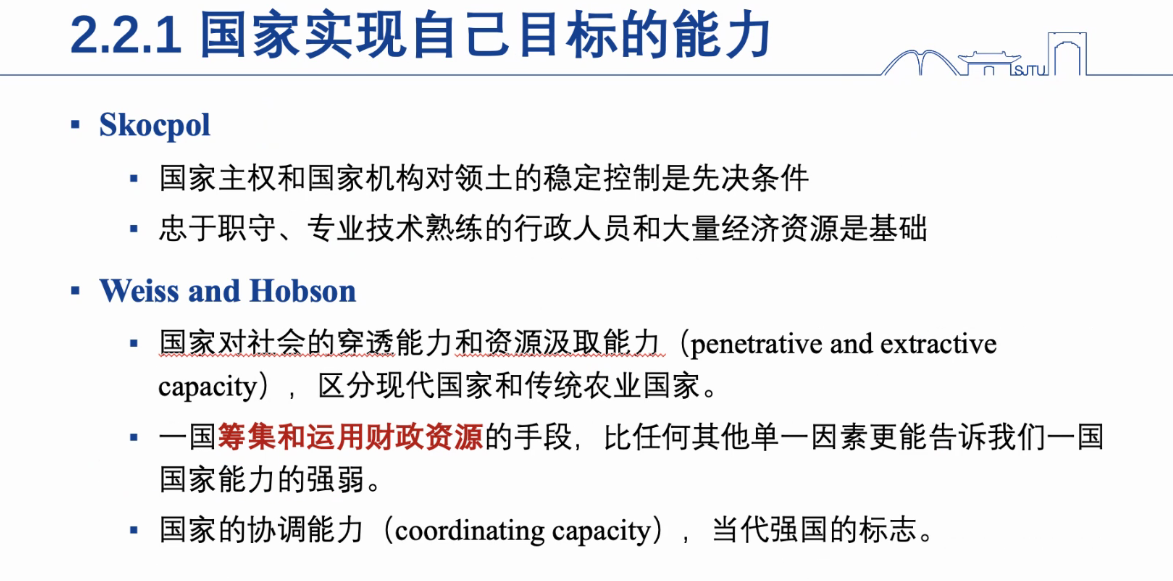 2.2.1 国家实现自己目标的能力
SJTU
▪ Skocpol
▪ 国家主权和国家机构对领土的稳定控制是先决条件
▪ 忠于职守、专业技术熟练的行政人员和大量经济资源是基础
▪ Weiss and Hobson
▪ 国家对社会的穿透能力和资源汲取能力（penetrative and extractive
capacity），区分现代国家和传统农业国家。
▪ 一国筹集和运用财政资源的手段，比任何其他单一因素更能告诉我们一国
国家能力的强弱。
▪ 国家的协调能力（coordinating capacity），当代强国的标志。